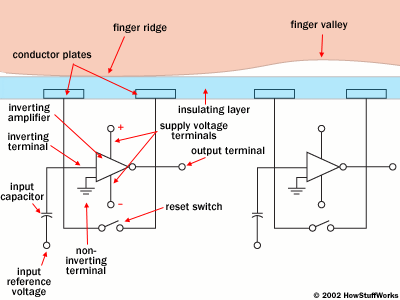 finger ridge
finger valley
conductor plates
insulating layer
inverting
amplifier
supply voltage
terminals
inverting
terminal
output terminal
input
capacitor
reset switch
non-
inverting
terminal
input
reference
voltage
+
–
© 2002 HowStuffWorks